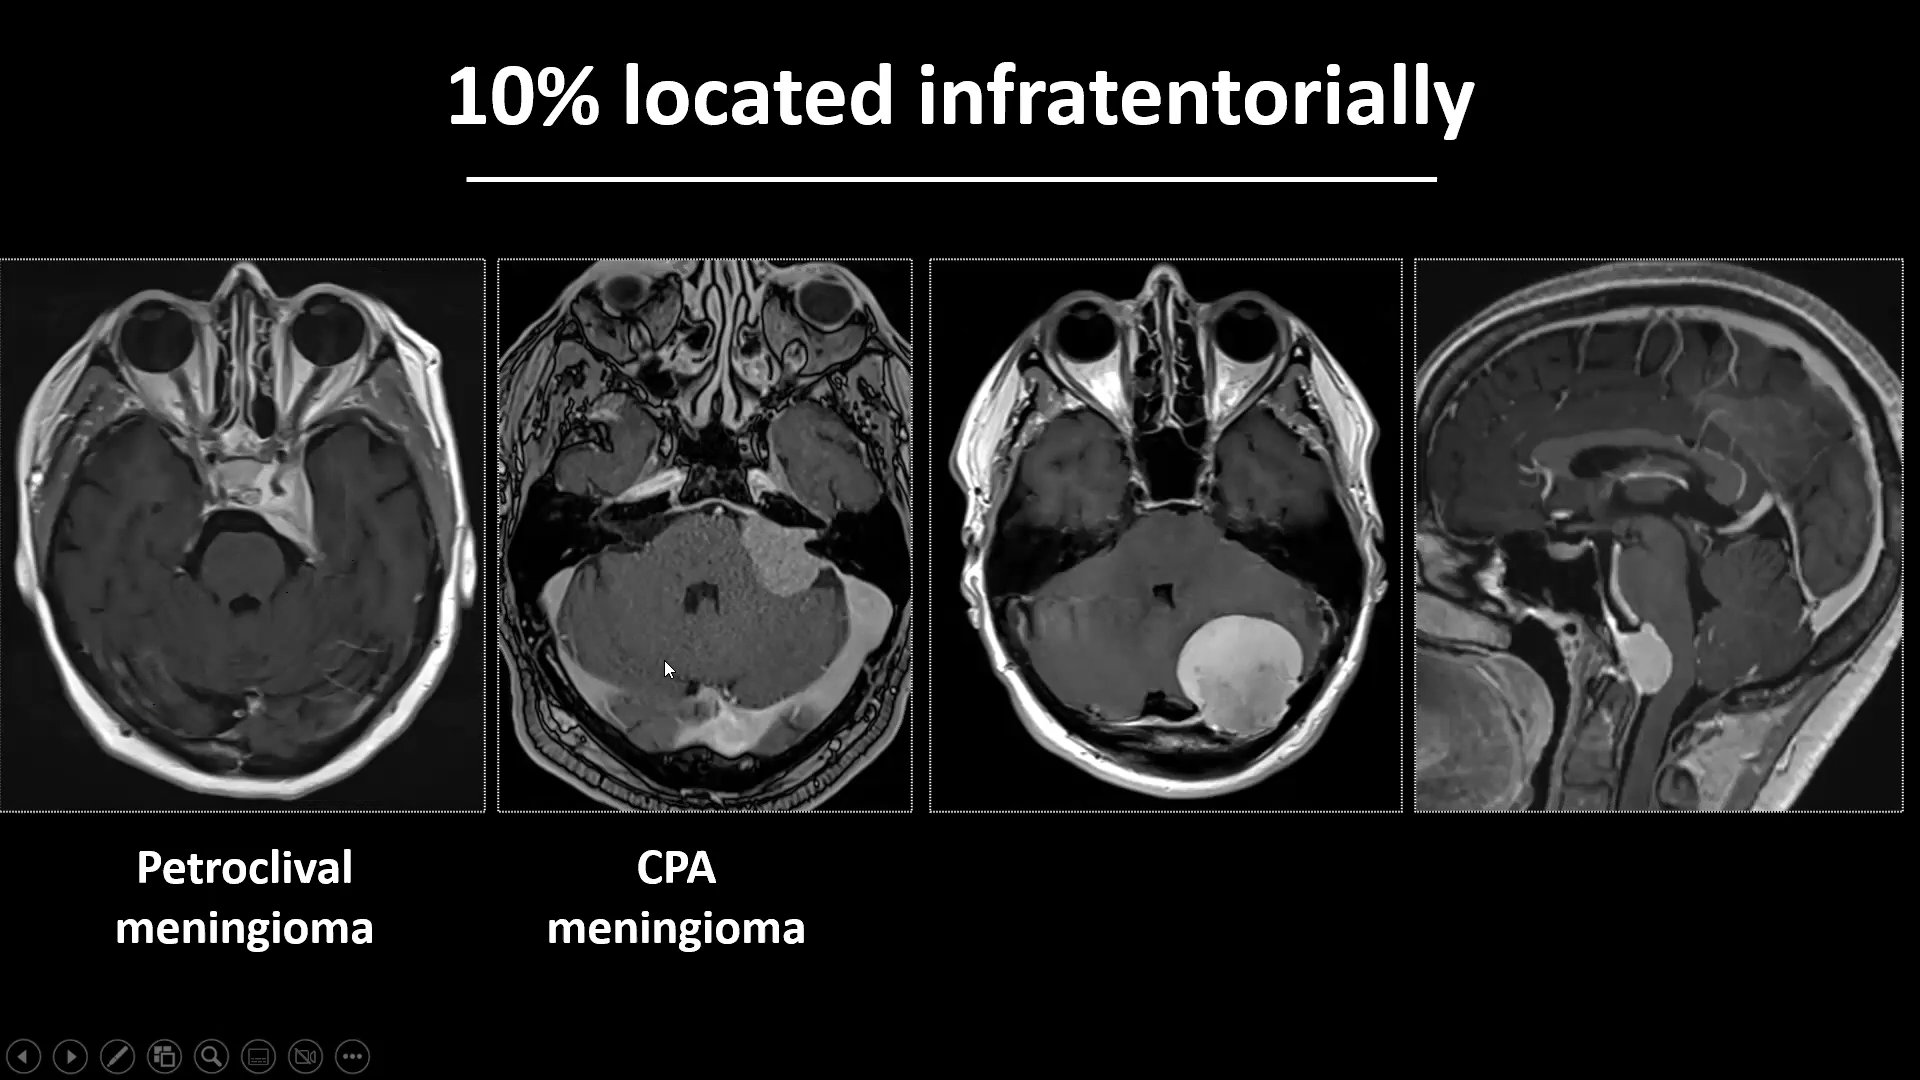 10% located infratentorially
Petroclival
meningioma
CPA
meningioma